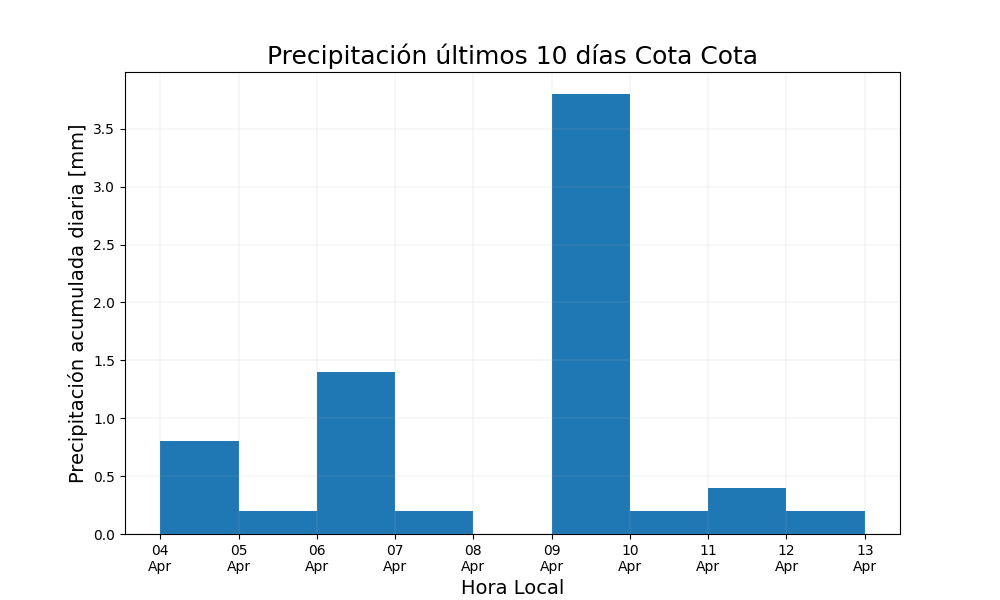 Precipitación últimos 10 días Cota Cota
Precipitación acumulada diaria [mm]
3.5
3.0
2.5
2.0
1.5
1.0
0.5
0.0
04 05 06 07 08 09 10 11 12 13
Apr Apr Apr Apr Apr Apr Apr Apr Apr Apr
Hora Local